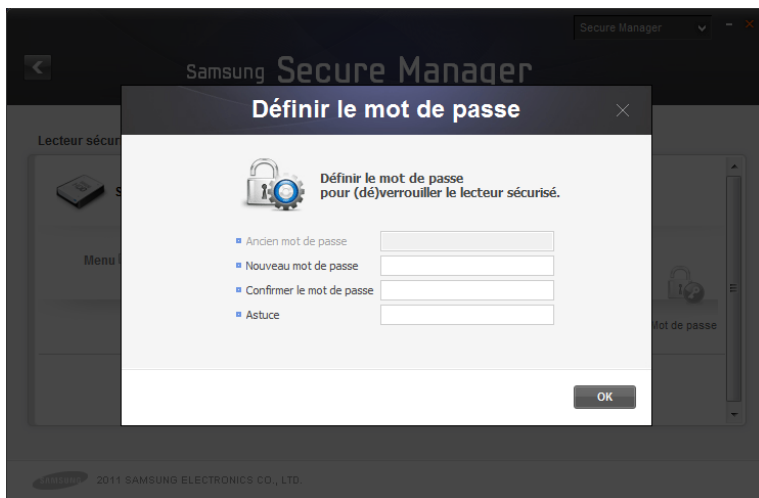 Secure Manager
Samsung Secure Manager
Définir le mot de passe
Lecteur sécur
Définir le mot de passe
pour (dé)verrouiller le lecteur sécurisé.
S
Ancien mot de passe
Menu
Nouveau mot de passe
Confirmer le mot de passe
Astuce
Mot de passe
OK
SAMSUNG
2011 SAMSUNG ELECTRONICS CO., LTD.